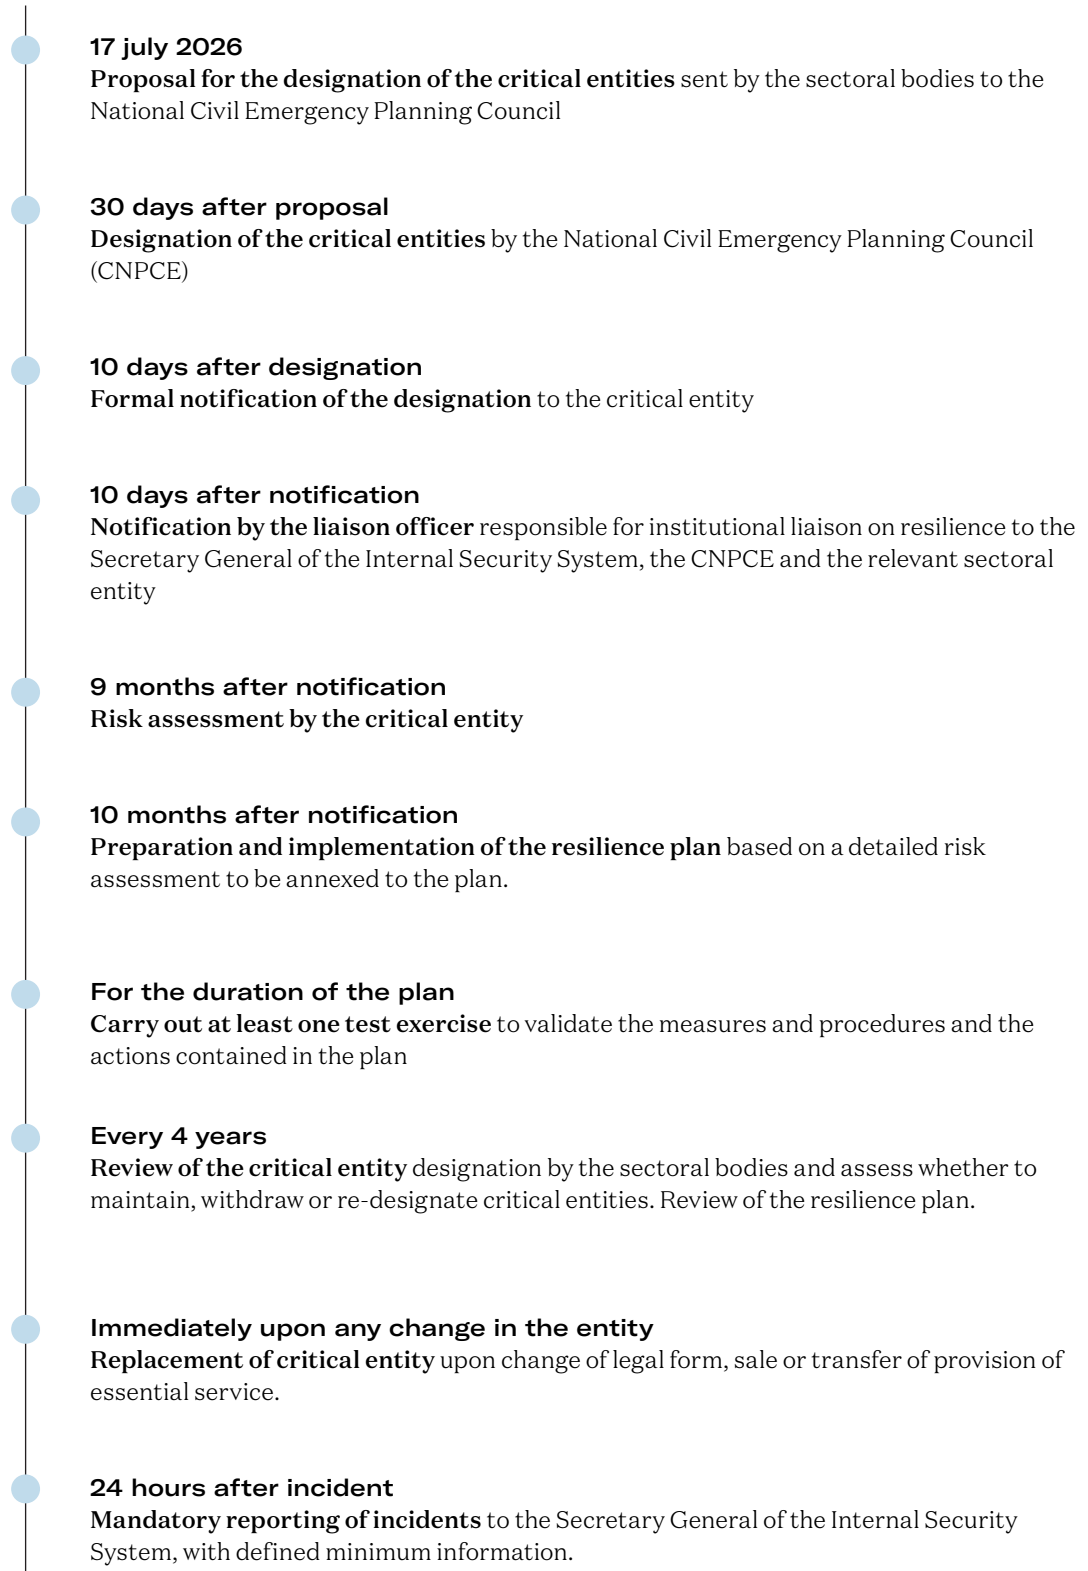 17 july 2026
Proposal for the designation of the critical entities sent by the sectoral bodies to the
National Civil Emergency Planning Council
30 days after proposal
Designation of the critical entities by the National Civil Emergency Planning Council
(CNPCE)
10 days after designation
Formal notification of the designation to the critical entity
10 days after notification
Notification by the liaison officer responsible for institutional liaison on resilience to the
Secretary General of the Internal Security System, the CNPCE and the relevant sectoral
entity
9 months after notification
Risk assessment by the critical entity
10 months after notification
Preparation and implementation of the resilience plan based on a detailed risk
assessment to be annexed to the plan.
For the duration of the plan
Carry out at least one test exercise to validate the measures and procedures and the
actions contained in the plan
Every 4 years
Review of the critical entity designation by the sectoral bodies and assess whether to
maintain, withdraw or re-designate critical entities. Review of the resilience plan.
Immediately upon any change in the entity
Replacement of critical entity upon change of legal form, sale or transfer of provision of
essential service.
24 hours after incident
Mandatory reporting of incidents to the Secretary General of the Internal Security
System, with defined minimum information.